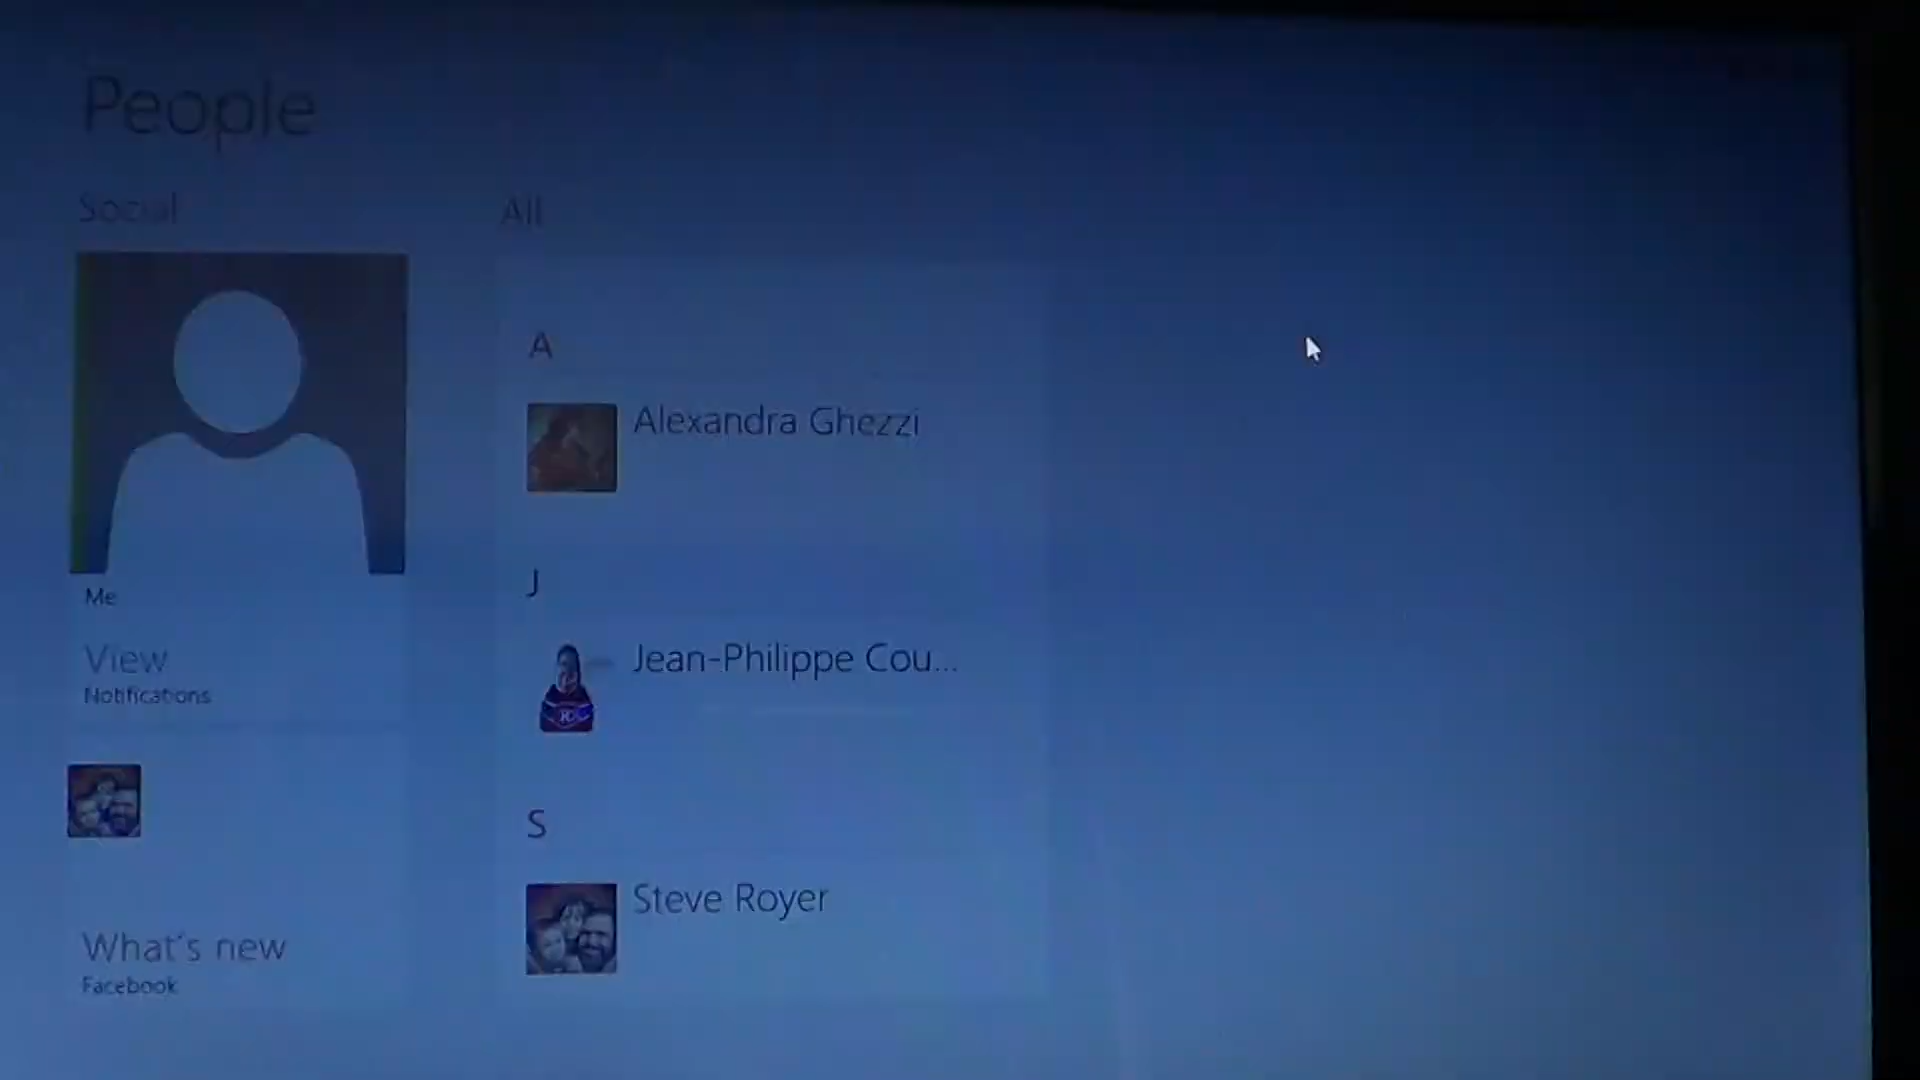 People
Social
All
Me
View
Notifications
What's new
Facebook
A
Alexandra Ghezzi
J
Jean-Philippe Cou...
S
Steve Royer